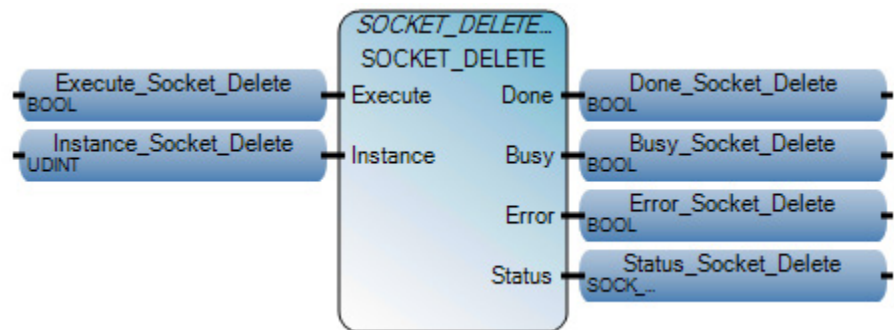 SOCKET_DELETE...
SOCKET_DELETE
Execute_Socket_Delete
BOOL
Execute
Done
Done_Socket_Delete
BOOL
Instance_Socket_Delete
UDINT
Instance
Busy
Busy_Socket_Delete
BOOL
Error
Error_Socket_Delete
BOOL
Status
Status_Socket_Delete
SOCK_...